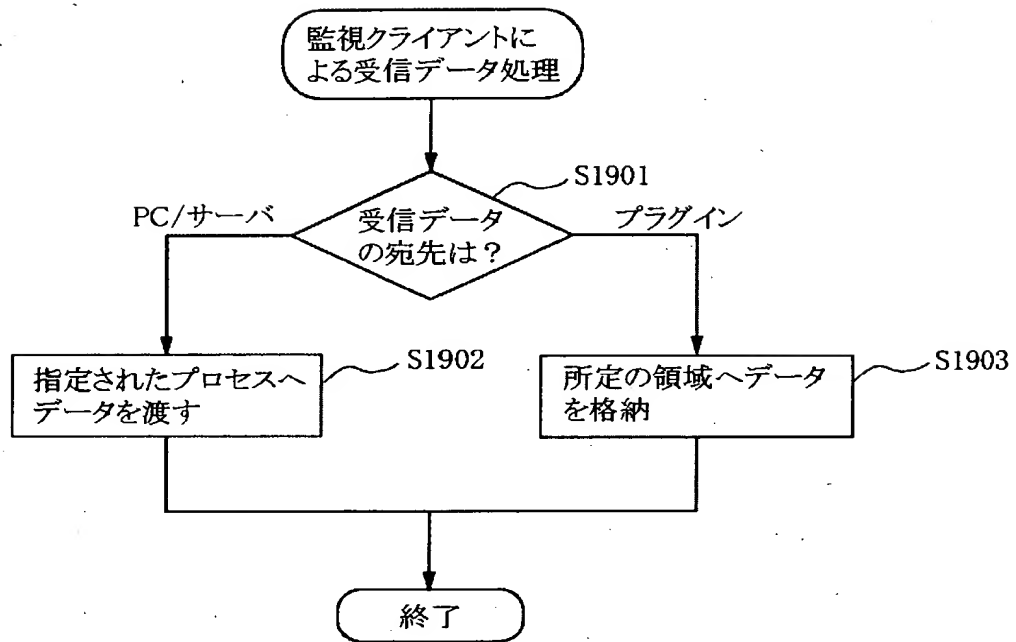 監視クライアントに
よる受信データ処理
S1901
PC/サーバ
受信データ
の宛先は?
プラグイン
指定されたプロセスへ
データを渡す
S1902
所定の領域へデータ
を格納
S1903
終了